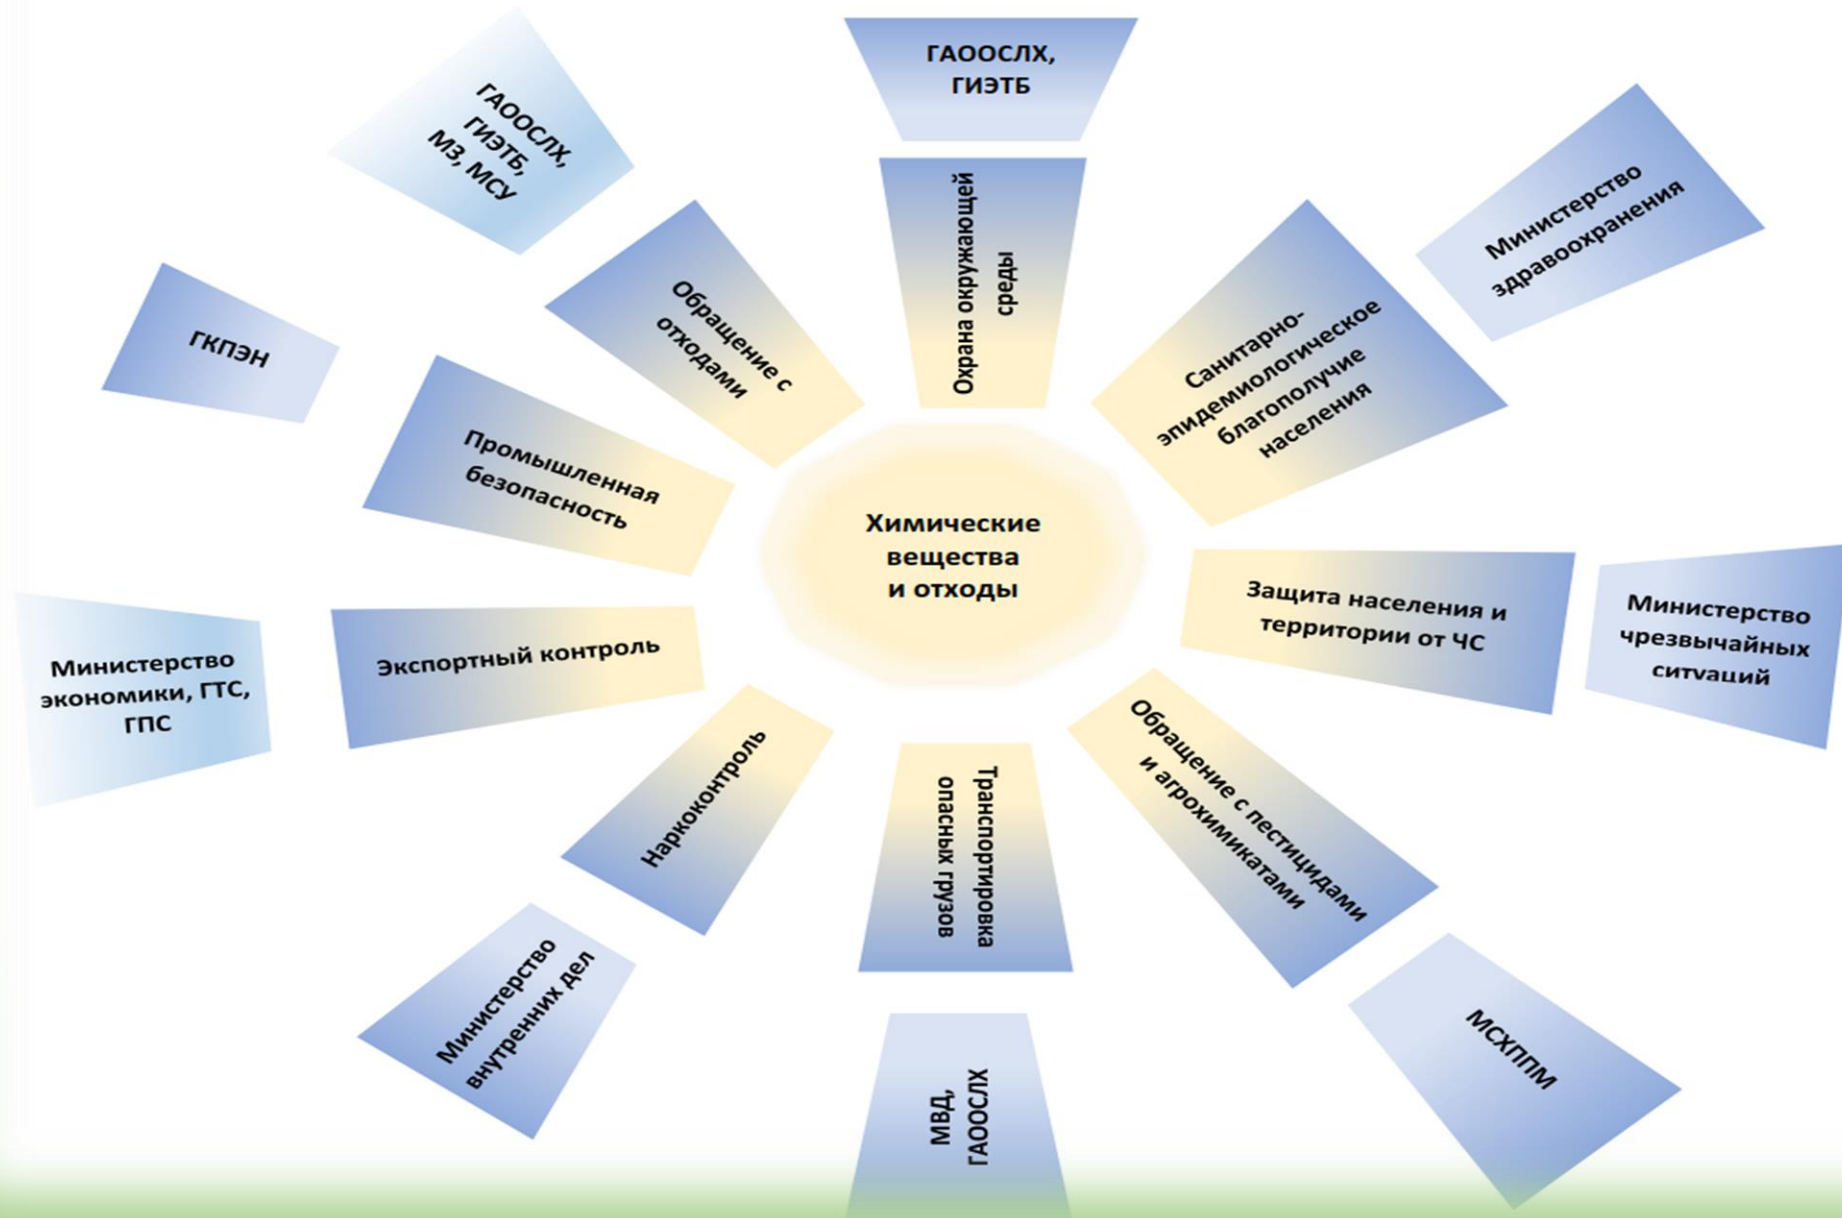 ГАООСЛХ,
ГИЭТБ
Охрана окружающей
среды
Министерство
здравоохранения
Санитарно-
эпидемиологическое
благополучие
населения
Министерство
чрезвычайных
ситуаций
Защита населения и
территории от ЧС
МСХППМ
Обращение с пестицидами
и агрохимикатами
Транспортировка
опасных грузов
МВД,
ГАООСЛХ
Наркоконтроль
Министерство
внутренних дел
Экспортный контроль
Министерство
экономики, ГТС,
ГПС
Промышленная
безопасность
ГКПЭН
Обращение с
отходами
ГАООСЛХ,
ГИЭТБ,
МЗ, МСУ
Химические
вещества
и отходы